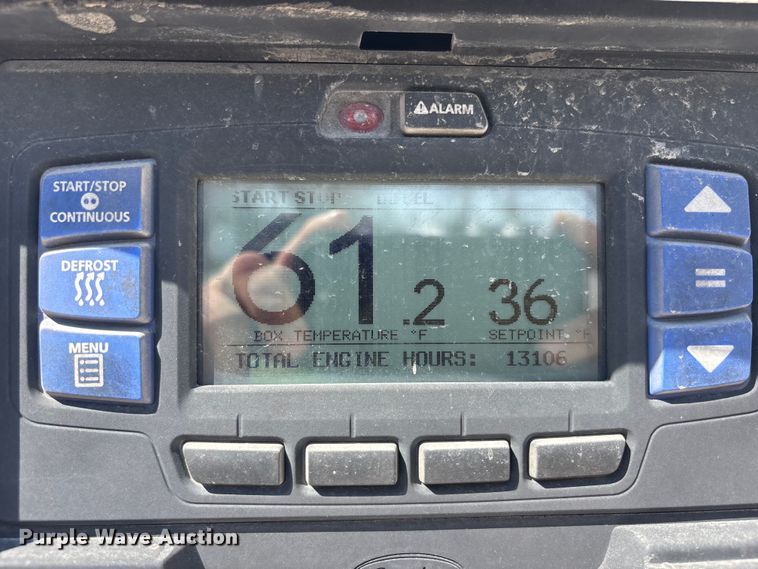 ALARM
START/STOP
CONTINUOUS
DEFROST
MENU
START STOP
61.2 36
BOX TEMPERATURE °F SETPOINT °F
TOTAL ENGINE HOURS: 13106
Purple Wave Auction